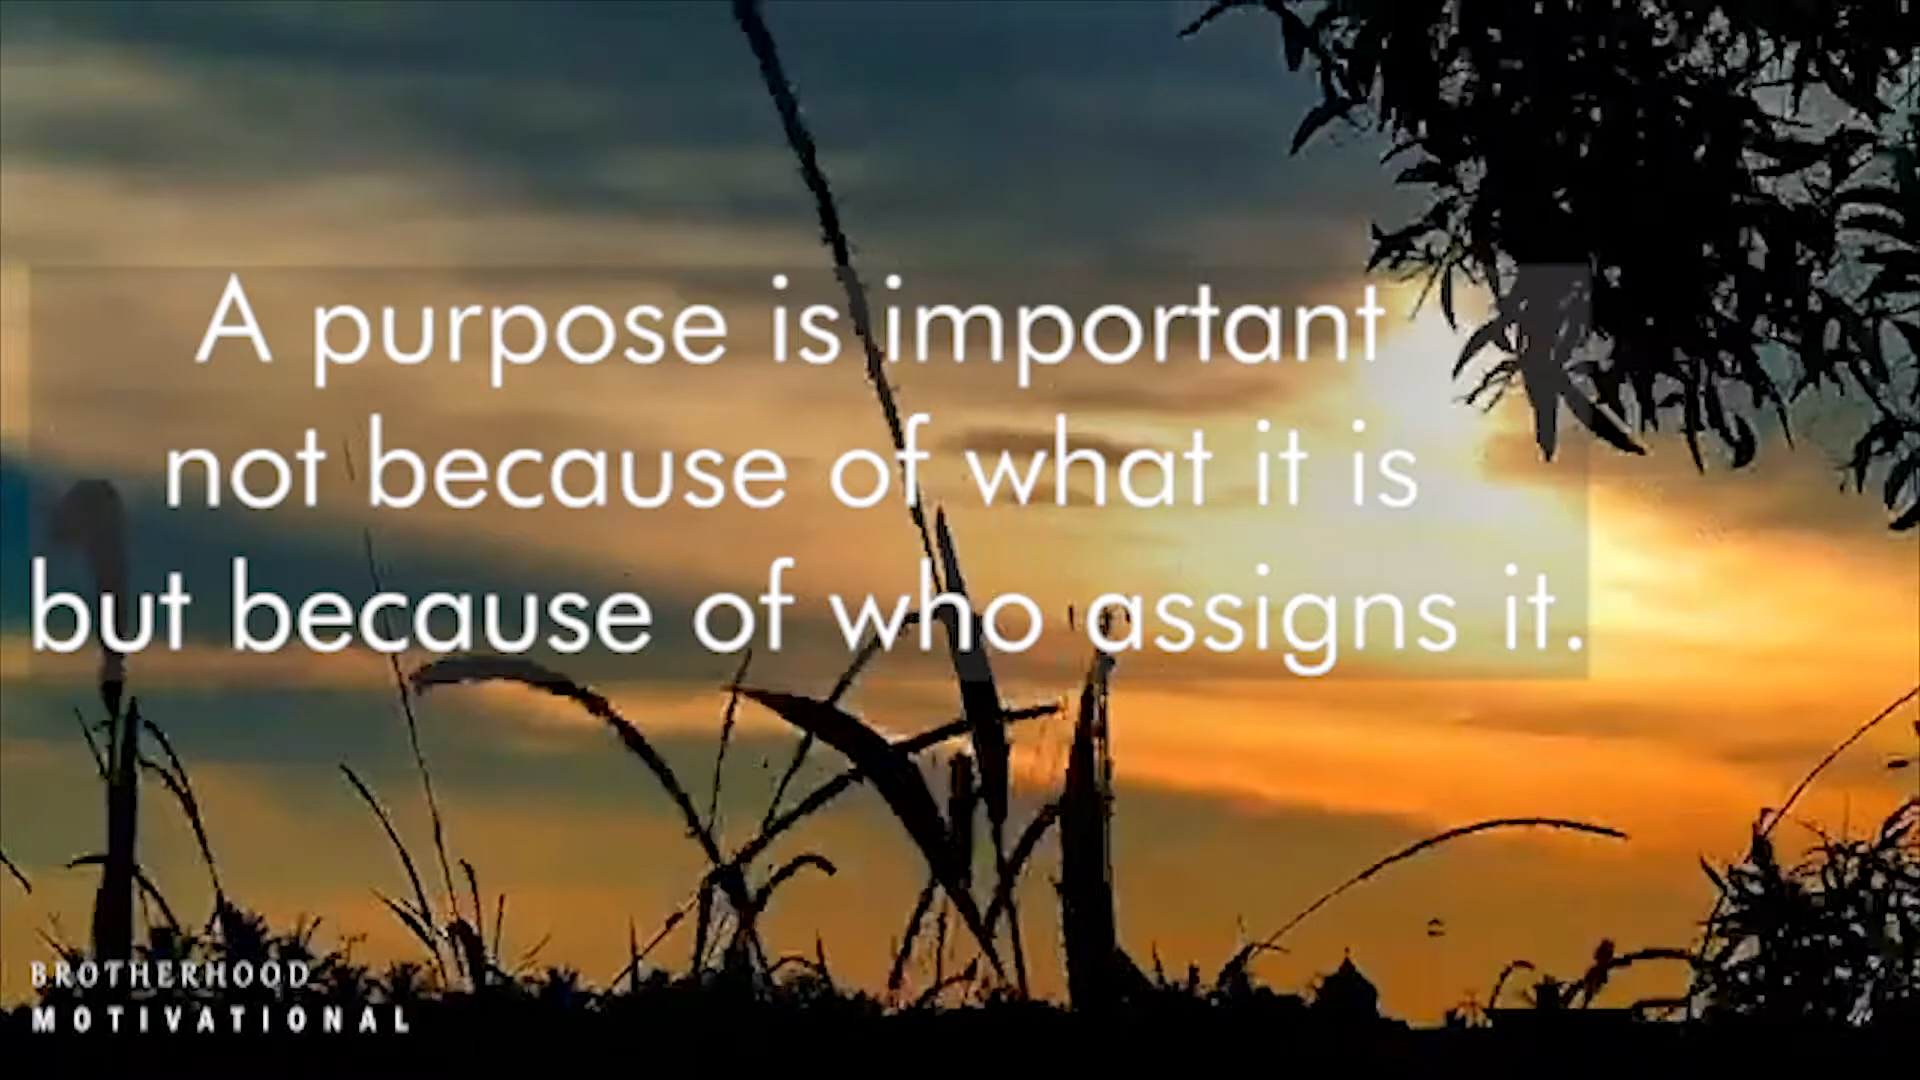 A purpose is important
not because of what it is
but because of who assigns it.
BROTHERHOOD
MOTIVATIONAL